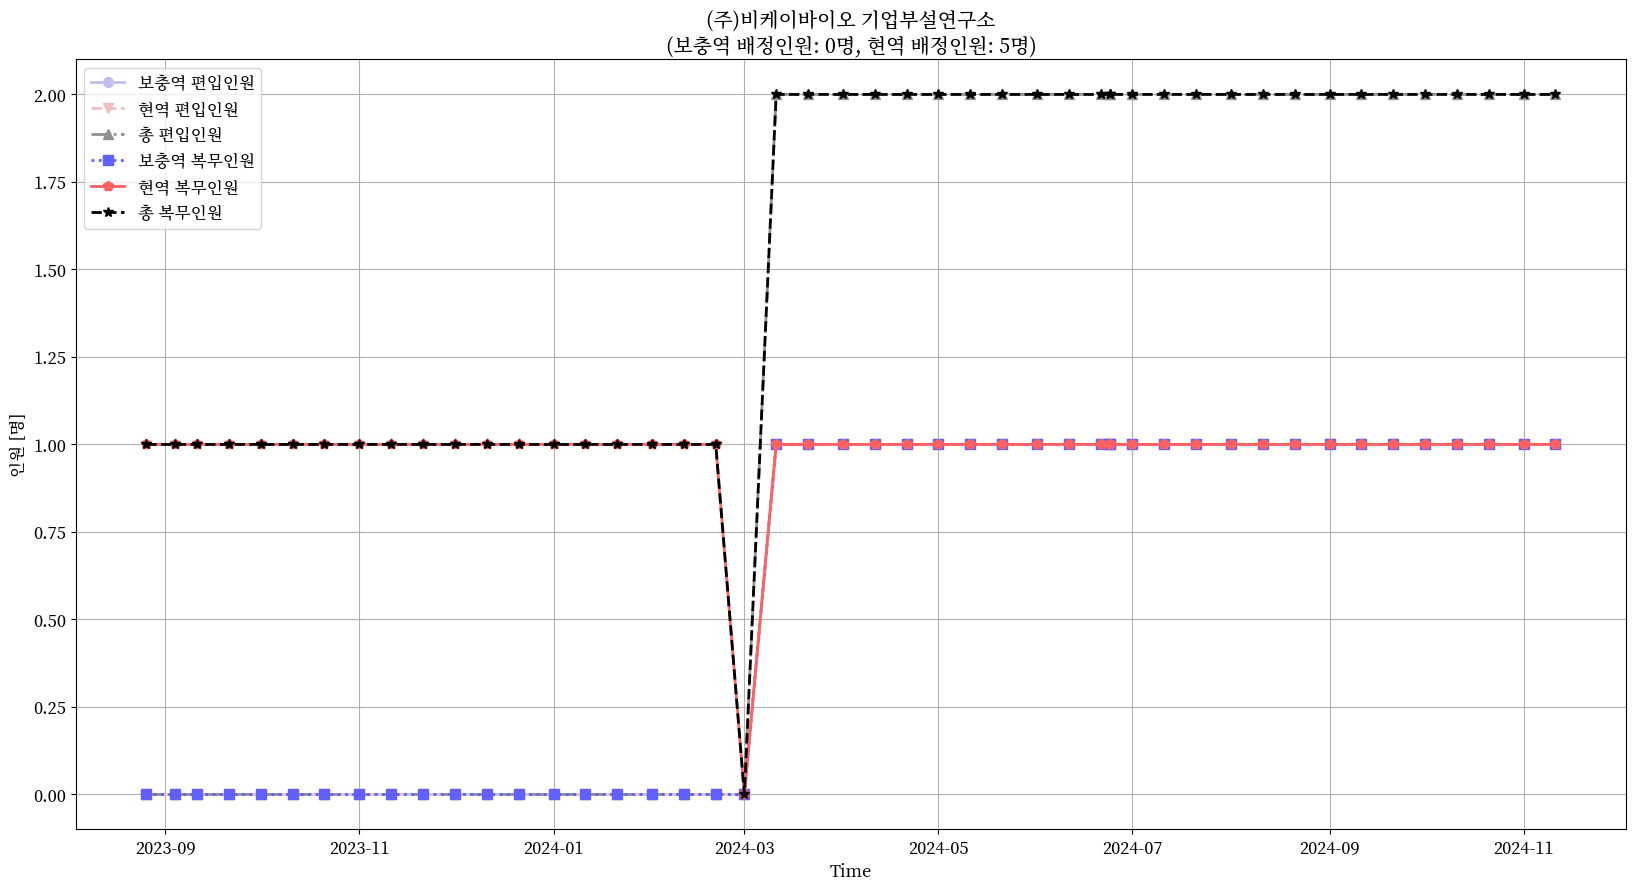 (주)비케이바이오 기업부설연구소
(보충역 배정인원: 0명, 현역 배정인원: 5명)
보충역 편입인원
현역 편입인원
총 편입인원
보충역 복무인원
현역 복무인원
총 복무인원
인원 [명]
2.00
1.75
1.50
1.25
1.00
0.75
0.50
0.25
0.00
2023-09
2023-11
2024-01
2024-03
2024-05
2024-07
2024-09
2024-11
Time